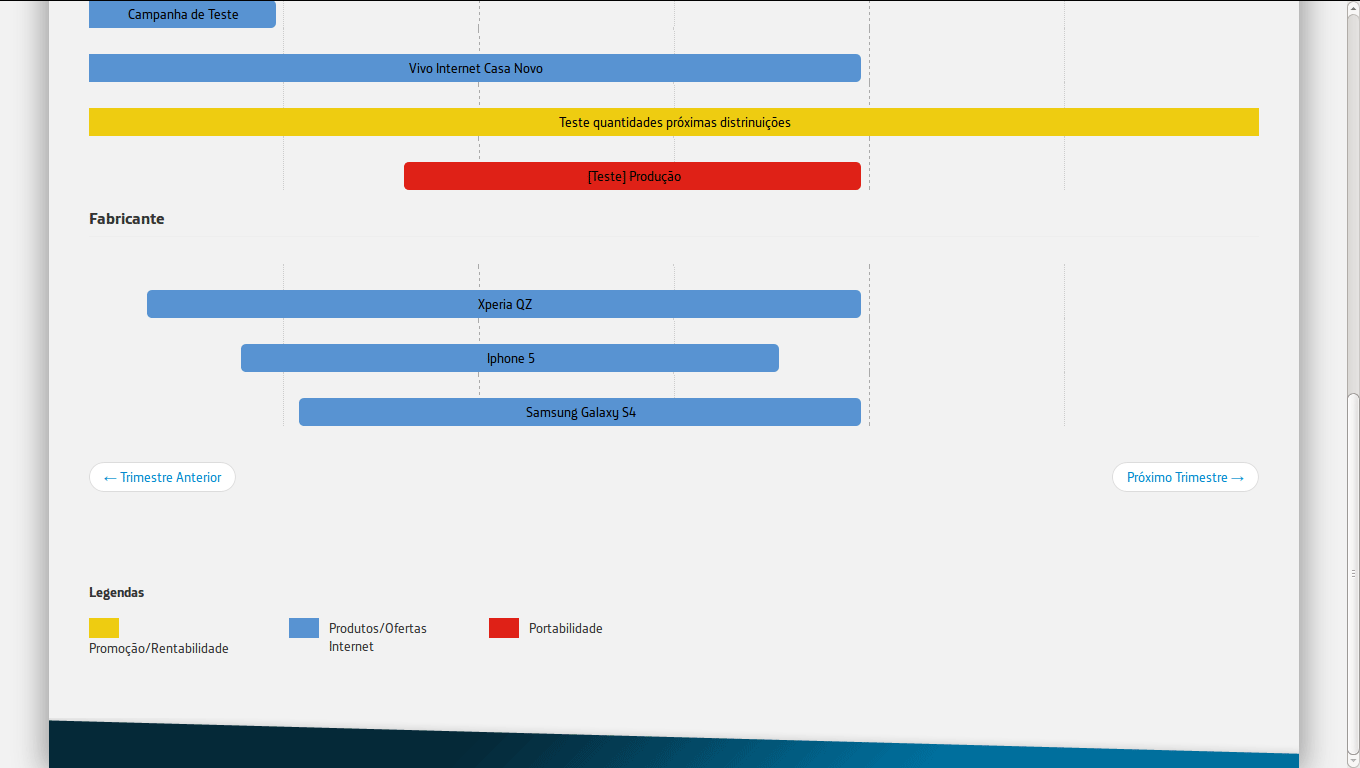 Campanha de Teste
Vivo Internet Casa Novo
Teste quantidades próximas distrinuições
[Teste] Produção
Fabricante
Xperia QZ
Iphone 5
Samsung Galaxy S4
← Trimestre Anterior
Próximo Trimestre →
Legendas
Promoção/Rentabilidade
Produtos/Ofertas
Internet
Portabilidade